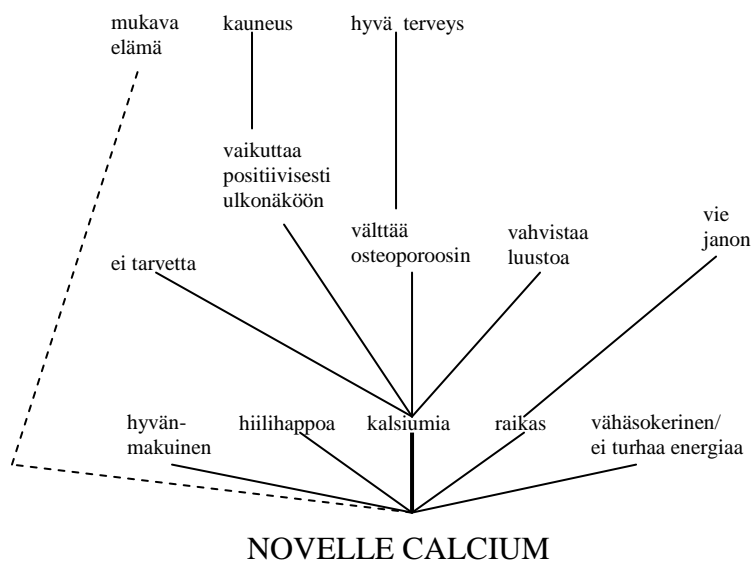 mukava
elämä
kauneus
hyvä terveys
vaikuttaa
positiivisesti
ulkonäköön
välttää
osteoporoosin
vahvistaa
luustoa
vie
janon
ei tarvetta
hyvän-
makuinen
hiilihappoa
kalsiumia
raikas
vähäsokerinen/
ei turhaa energiaa
NOVELLE CALCIUM